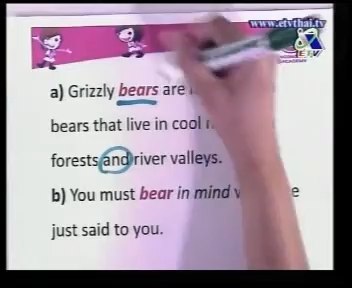 www.etvthai.tv
ETV
a) Grizzly bears are
bears that live in cool
forests and river valleys.
b) You must bear in mind
just said to you.